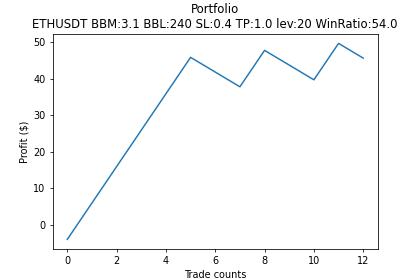 Portfolio
ETHUSDT BBM:3.1 BBL:240 SL:0.4 TP:1.0 lev:20 WinRatio:54.0
50
40
30
20
10
0
Profit ($)
0 2 4 6 8 10 12
Trade counts